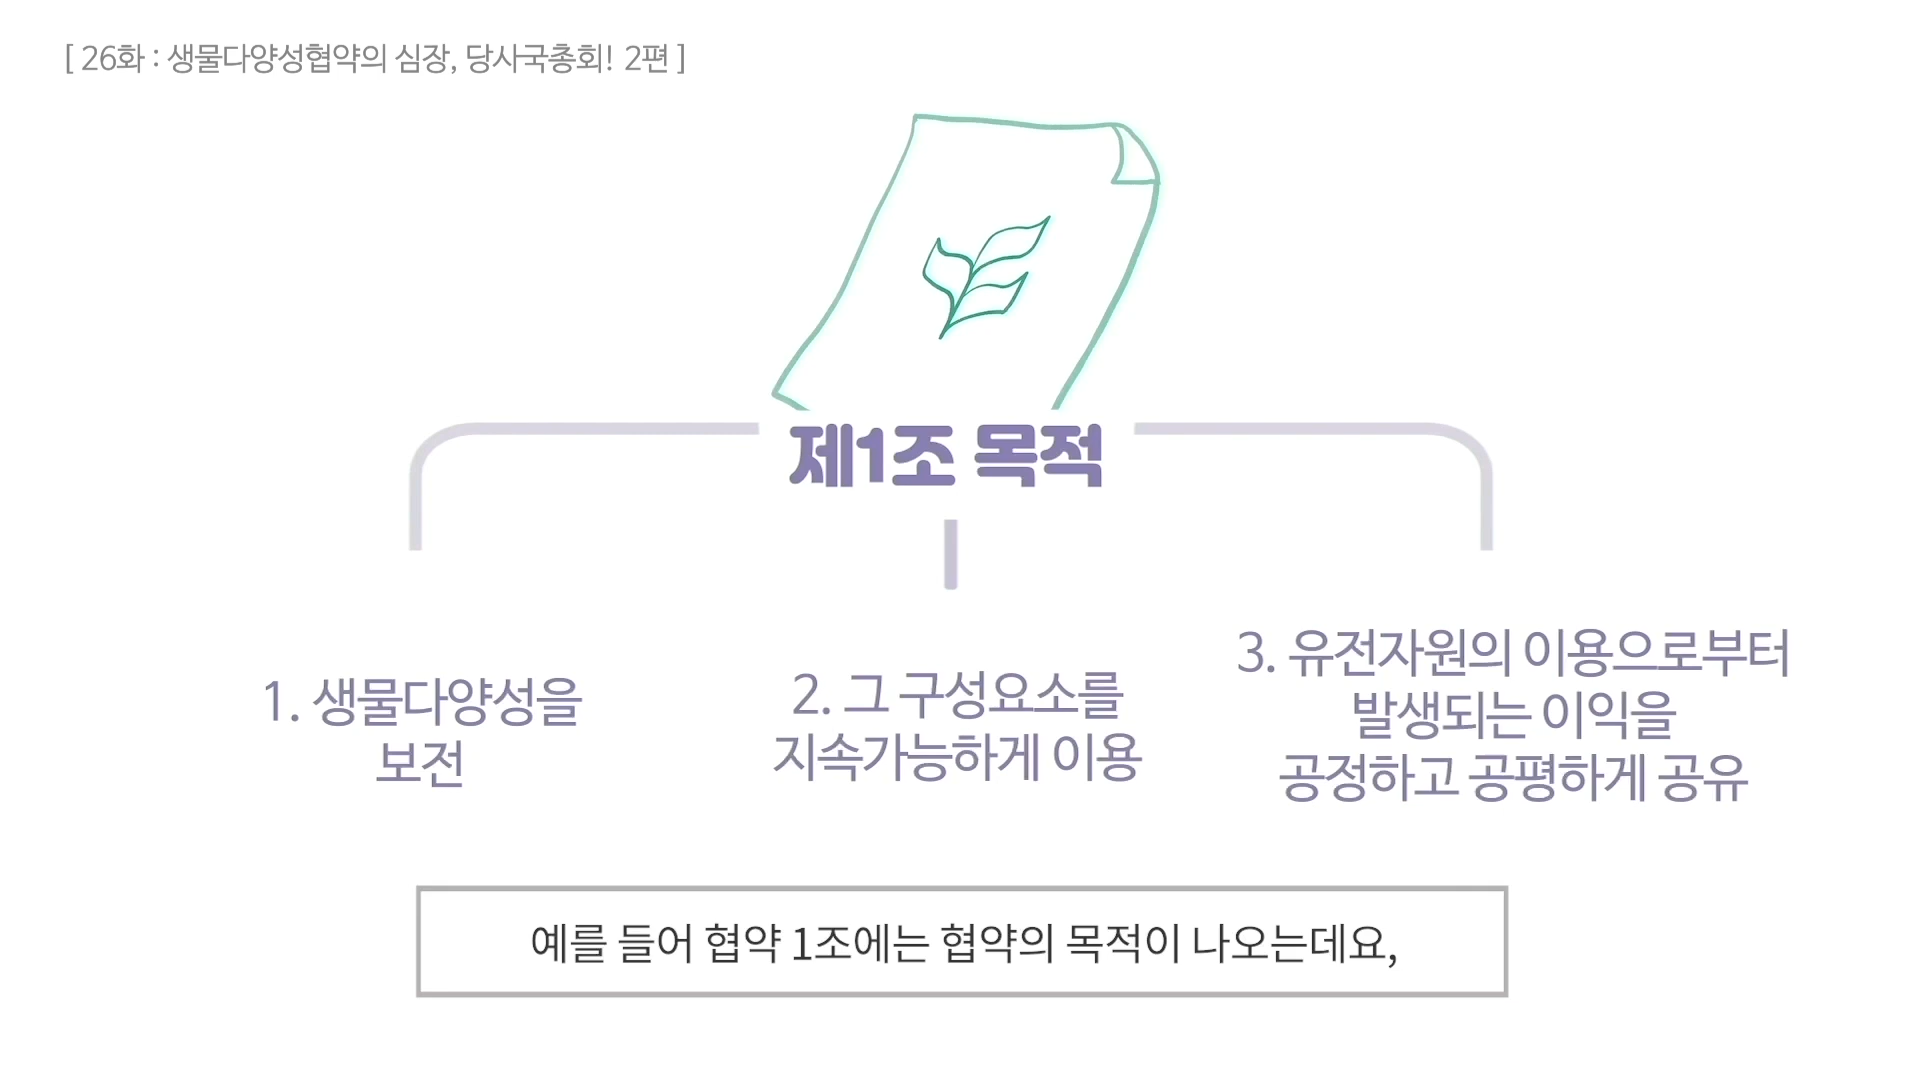 [ 26화 : 생물다양성협약의 심장, 당사국총회! 2편 ]
제1조 목적
1. 생물다양성을
보전
2. 그 구성요소를
지속가능하게 이용
3. 유전자원의 이용으로부터
발생되는 이익을
공정하고 공평하게 공유
예를 들어 협약 1조에는 협약의 목적이 나오는데요,